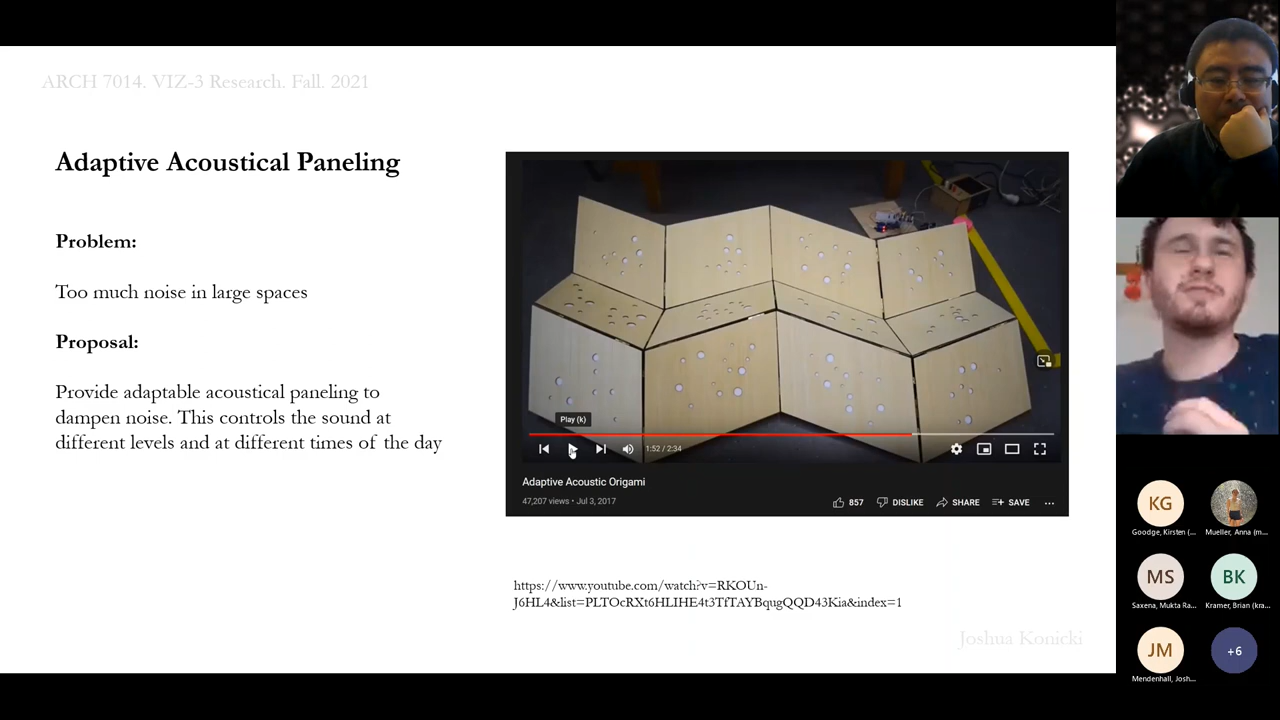 ARCH 7014. VIZ-3 Research. Fall. 2021
Adaptive Acoustical Paneling
Problem:
Too much noise in large spaces
Proposal:
Provide adaptable acoustical paneling to
dampen noise. This controls the sound at
different levels and at different times of the day
Play (k)
1:52 / 2:34
Adaptive Acoustic Origami
47,207 views • Jul 3, 2017
857 DISLIKE SHARE SAVE ...
https://www.youtube.com/watch?v=RKOUn-
J6HL4&list=PLTOcRXt6HLIHE4t3TfTAYBqugQQD43Kia&index=1
Joshua Konicki
KG
Goodge, Kirsten (...
Mueller, Anna (m...
MS
BK
Saxena, Mukta Ra...
Kramer, Brian (kra...
JM
+6
Mendenhall, Josh...